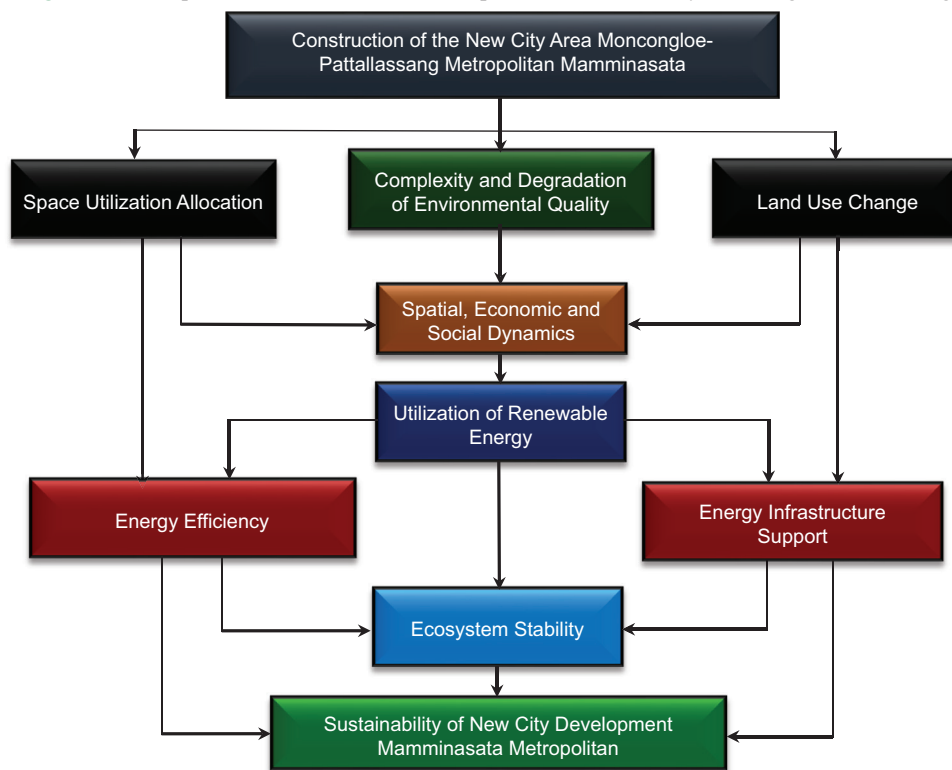 Construction of the New City Area Moncongloe-
Pattallassang Metropolitan Mamminasata
Space Utilization Allocation
Complexity and Degradation
of Environmental Quality
Land Use Change
Spatial, Economic and
Social Dynamics
Utilization of Renewable
Energy
Energy Efficiency
Energy Infrastructure
Support
Ecosystem Stability
Sustainability of New City Development
Mamminasata Metropolitan